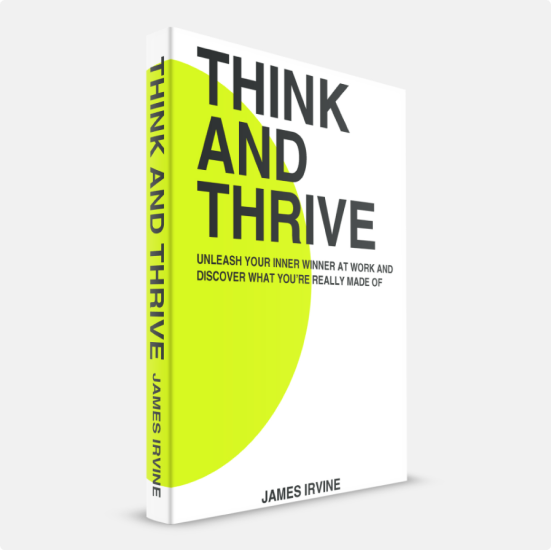 THINK AND THRIVE JAMES IRVINE
THINK
AND
THRIVE
UNLEASH YOUR INNER WINNER AT WORK AND
DISCOVER WHAT YOU'RE REALLY MADE OF
JAMES IRVINE